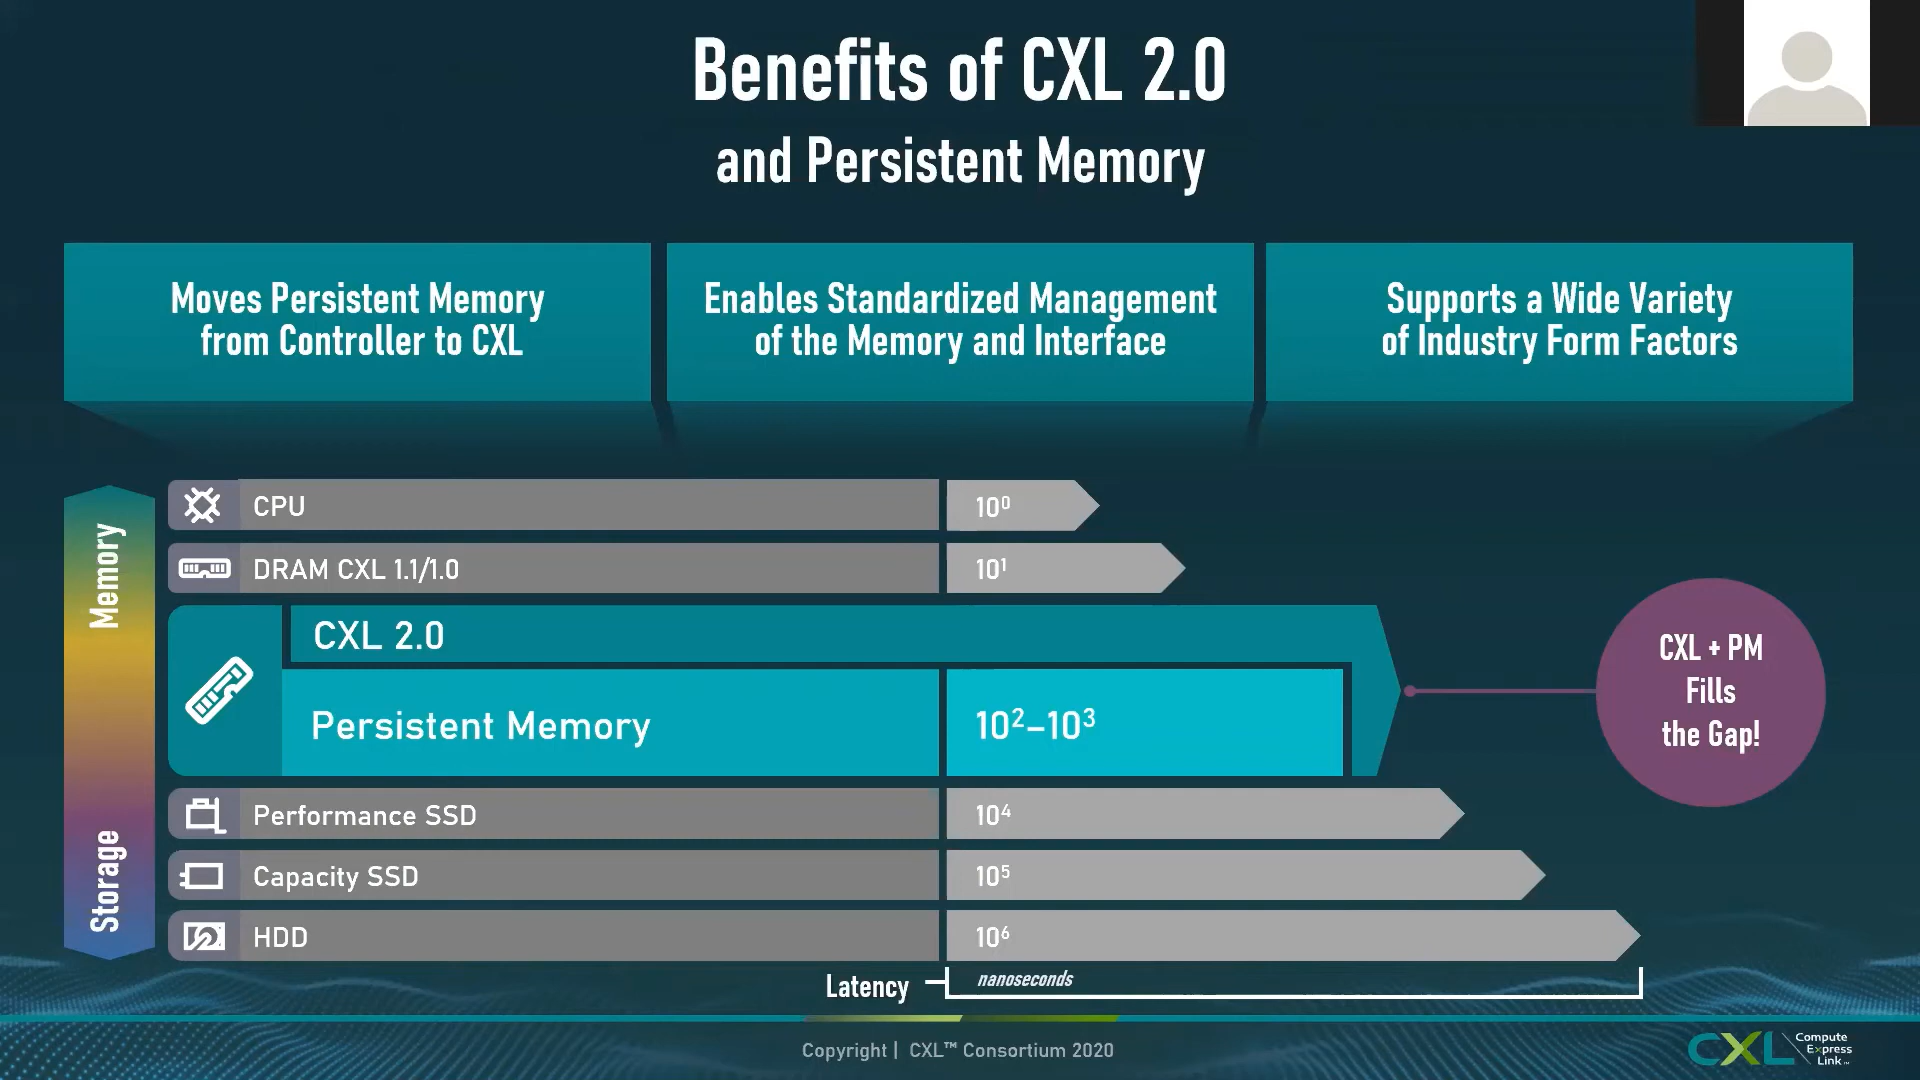 Benefits of CXL 2.0
and Persistent Memory
Moves Persistent Memory
from Controller to CXL
Enables Standardized Management
of the Memory and Interface
Supports a Wide Variety
of Industry Form Factors
Memory
Storage
CPU
10⁰
DRAM CXL 1.1/1.0
10¹
CXL 2.0
Persistent Memory
10²–10³
CXL + PM
Fills
the Gap!
Performance SSD
10⁴
Capacity SSD
10⁵
HDD
10⁶
Latency
nanoseconds
Copyright | CXL™ Consortium 2020
CXL
Compute
Express
Link™